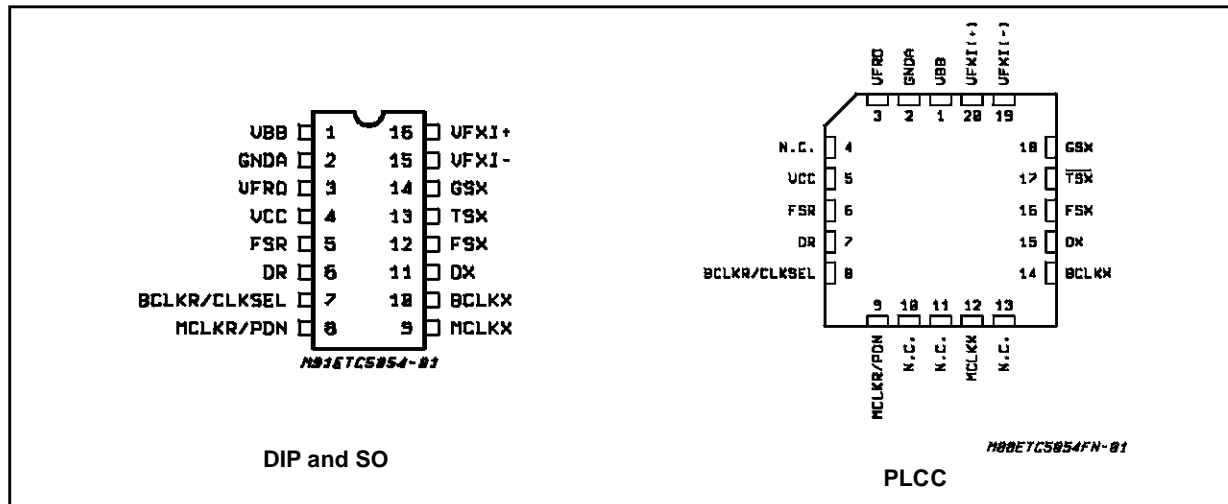 VBB 1 16 VFXI+
GNDA 2 15 VFXI-
VFRO 3 14 GSX
VCC 4 13 TSX
FSR 5 12 FSX
DR 6 11 DX
BCLKR/CLKSEL 7 10 BCLKX
MCLKR/PDN 8 9 MCLKX
M91ETC5054-01
DIP and SO
VFRO GNDA VBB VFXI(+) VFXI(-)
3 2 1 20 19
N.C. 4 18 GSX
VCC 5 17 TSX
FSR 6 16 FSX
DR 7 15 DX
BCLKR/CLKSEL 8 14 BCLKX
9 10 11 12 13
MCLKR/PDN N.C. N.C. MCLKX N.C.
M88ETC5054FN-01
PLCC